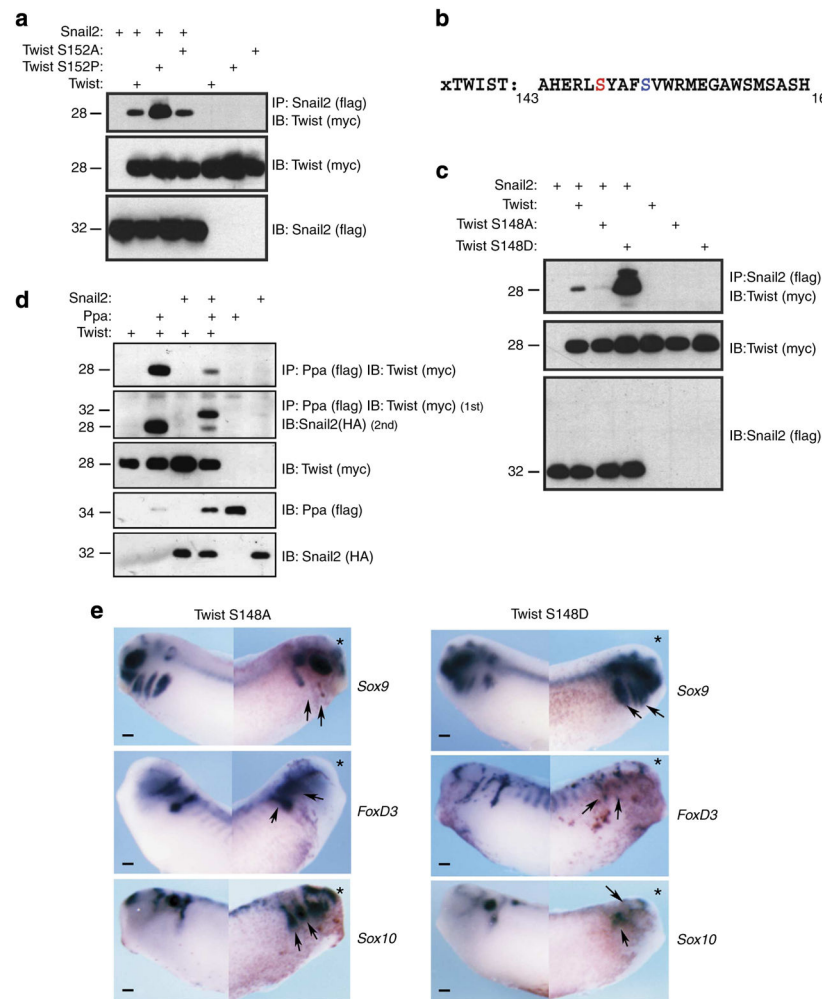 a
Snail2: + + + +
Twist S152A: + +
Twist S152P: + +
Twist: + +
28
IP: Snail2 (flag)
IB: Twist (myc)
28
IB: Twist (myc)
32
IB: Snail2 (flag)
b
xTWIST: AHERLSYAFSVWRMEGAWSMSASH
143 16
c
Snail2: + + + +
Twist: + +
Twist S148A: + +
Twist S148D: + +
28
IP:Snail2 (flag)
IB:Twist (myc)
28
IB:Twist (myc)
IB:Snail2 (flag)
32
d
Snail2: + + +
Ppa: + + +
Twist: + + + +
28
IP: Ppa (flag) IB: Twist (myc)
32
28
IP: Ppa (flag) IB: Twist (myc) (1st)
IB:Snail2(HA) (2nd)
28
IB: Twist (myc)
34
IB: Ppa (flag)
32
IB: Snail2 (HA)
e
Twist S148A Twist S148D
* *
Sox9 Sox9
* *
FoxD3 FoxD3
* *
Sox10 Sox10